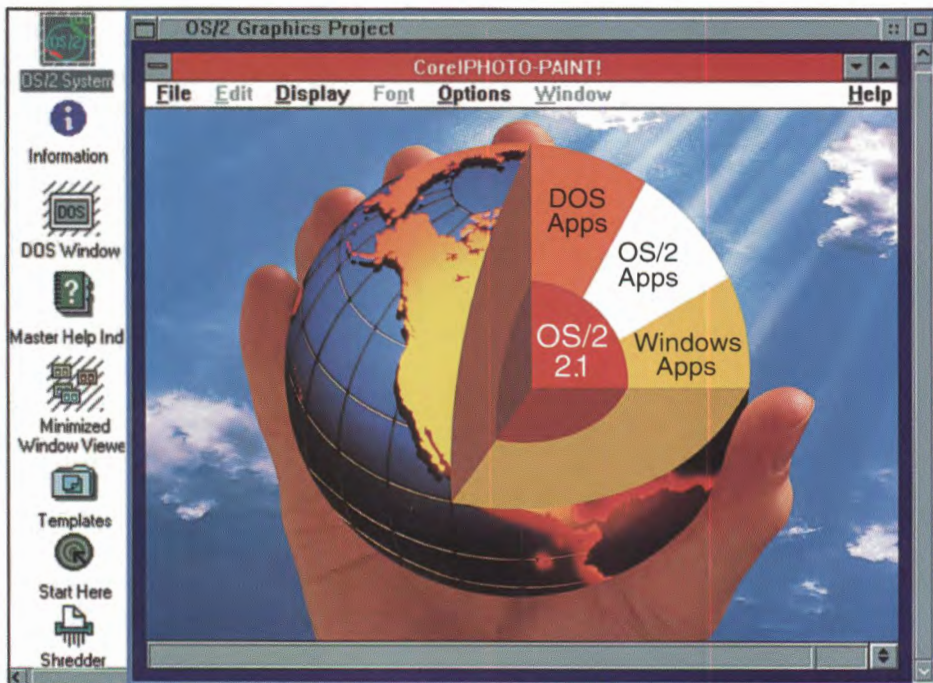 OS/2
OS/2 System
Information
DOS
DOS Window
?
Master Help Ind
Minimized
Window Viewe
Templates
Start Here
Shredder
OS/2 Graphics Project
CorelPHOTO-PAINT!
File Edit Display Font Options Window Help
DOS
Apps
OS/2
Apps
Windows
Apps
OS/2
2.1